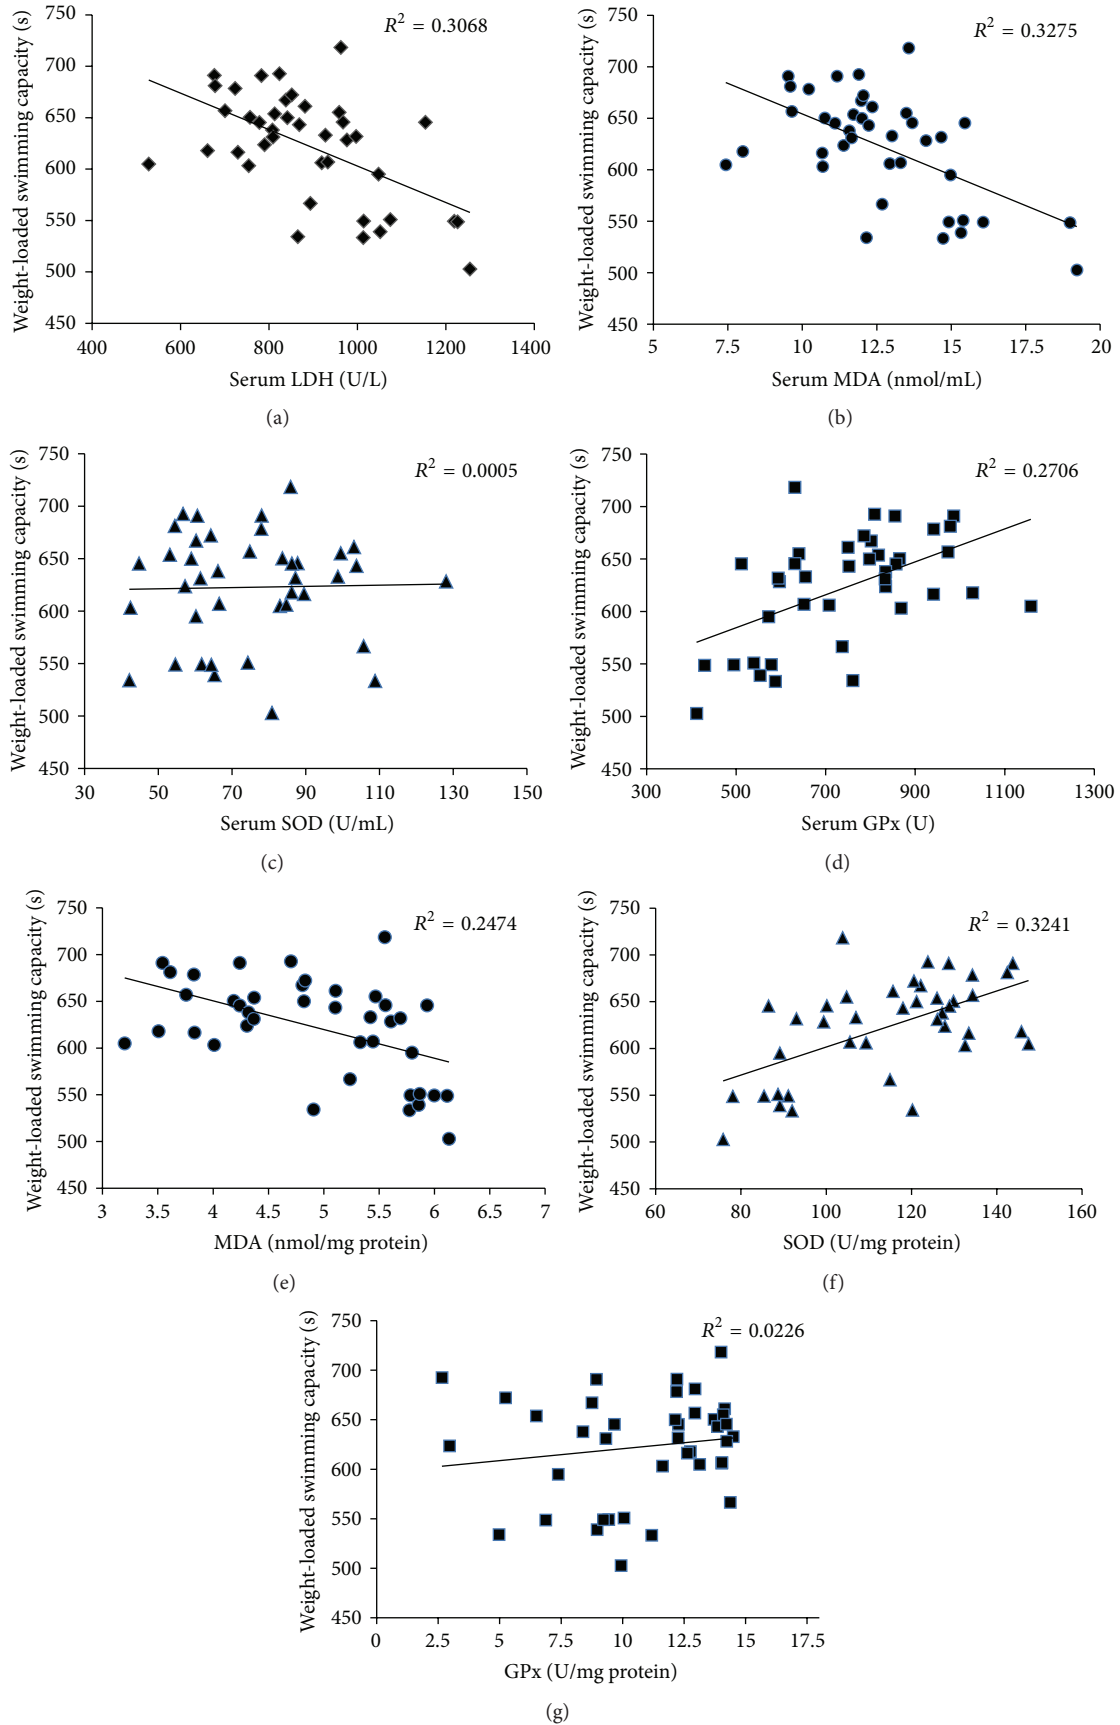 Weight-loaded swimming capacity (s)
750
700
650
600
550
500
450
R² = 0.3068
400 600 800 1000 1200 1400
Serum LDH (U/L)
(a)
Weight-loaded swimming capacity (s)
750
700
650
600
550
500
450
R² = 0.3275
5 7.5 10 12.5 15 17.5 20
Serum MDA (nmol/mL)
(b)
Weight-loaded swimming capacity (s)
750
700
650
600
550
500
450
R² = 0.0005
30 50 70 90 110 130 150
Serum SOD (U/mL)
(c)
Weight-loaded swimming capacity (s)
750
700
650
600
550
500
450
R² = 0.2706
300 500 700 900 1100 1300
Serum GPx (U)
(d)
Weight-loaded swimming capacity (s)
750
700
650
600
550
500
450
R² = 0.2474
3 3.5 4 4.5 5 5.5 6 6.5 7
MDA (nmol/mg protein)
(e)
Weight-loaded swimming capacity (s)
750
700
650
600
550
500
450
R² = 0.3241
60 80 100 120 140 160
SOD (U/mg protein)
(f)
Weight-loaded swimming capacity (s)
750
700
650
600
550
500
450
R² = 0.0226
0 2.5 5 7.5 10 12.5 15 17.5
GPx (U/mg protein)
(g)